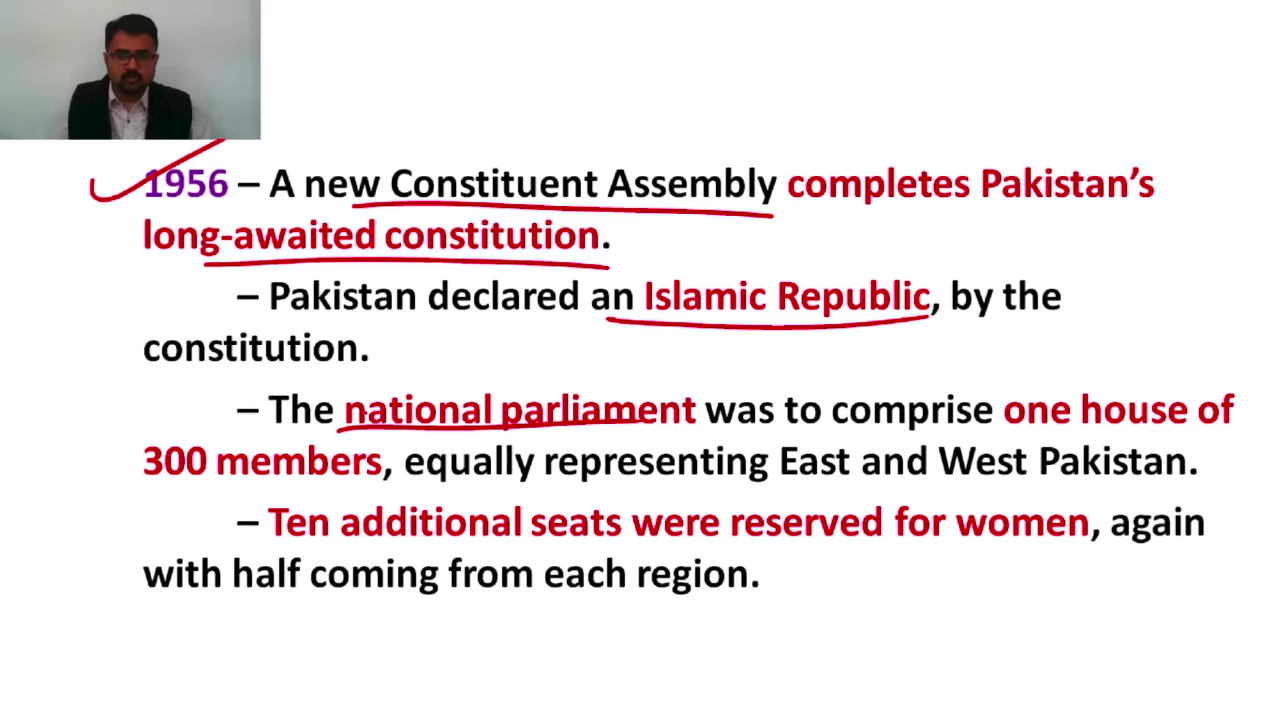 1956 – A new Constituent Assembly completes Pakistan’s
long-awaited constitution.
– Pakistan declared an Islamic Republic, by the
constitution.
– The national parliament was to comprise one house of
300 members, equally representing East and West Pakistan.
– Ten additional seats were reserved for women, again
with half coming from each region.